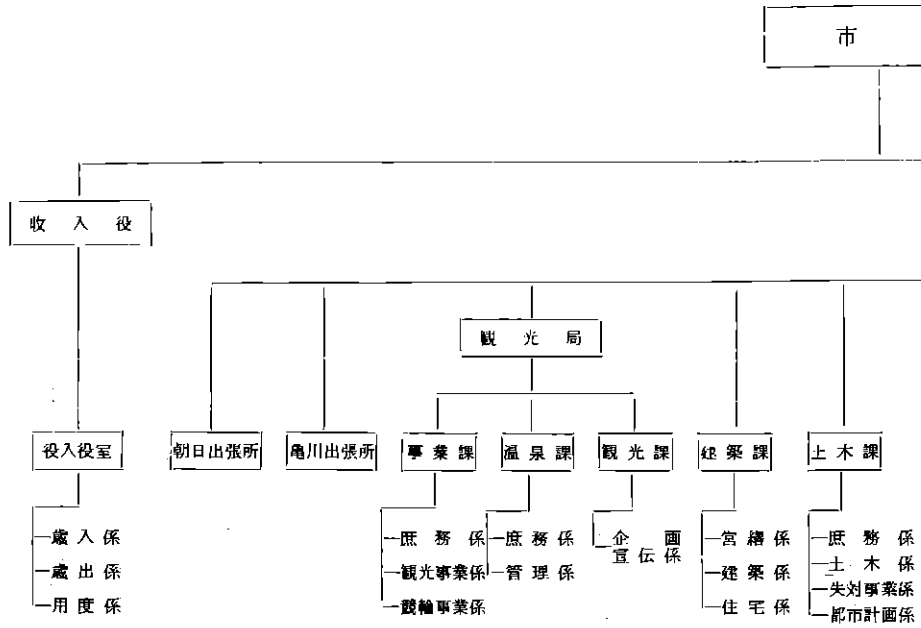 市
收入役
観光局
役入役室
朝日出張所
亀川出張所
事業課
温泉課
観光課
建築課
土木課
歳入係
歳出係
用度係
庶務係
観光事業係
競輪事業係
庶務係
管理係
企画
宣伝係
営繕係
建築係
住宅係
庶務係
土木係
失対事業係
都市計画係